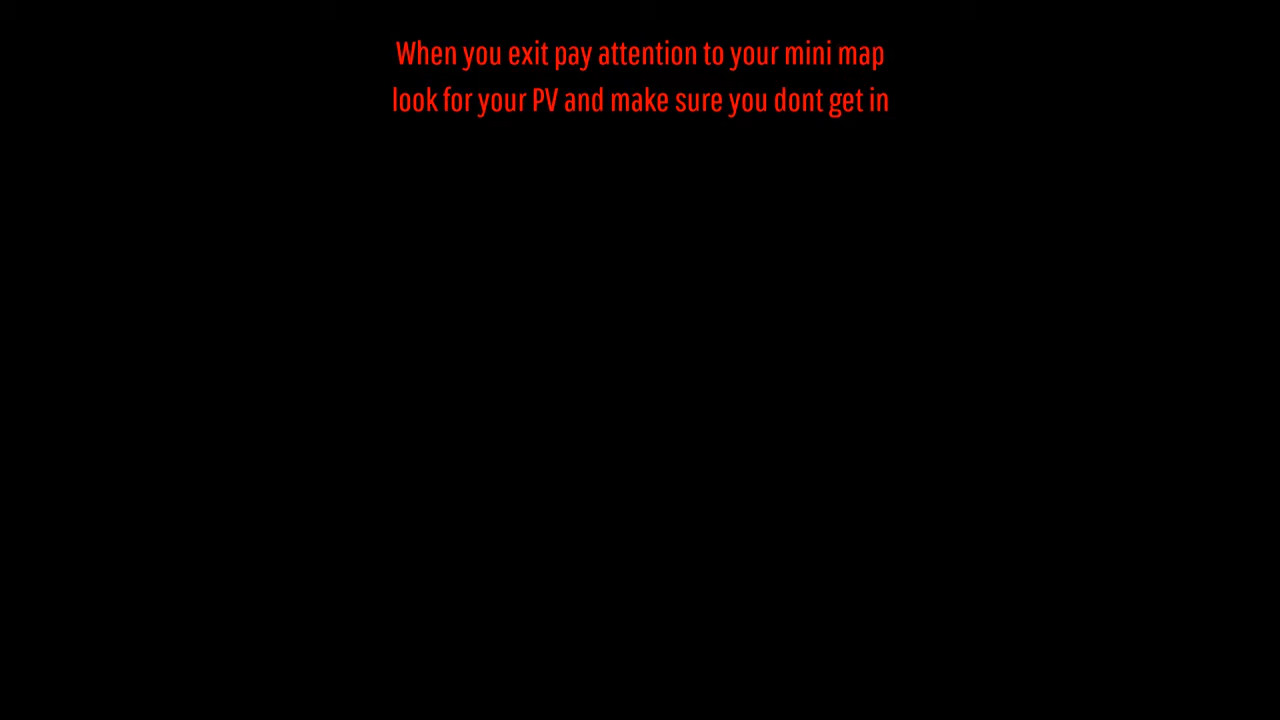 When you exit pay attention to your mini map
look for your PV and make sure you dont get in